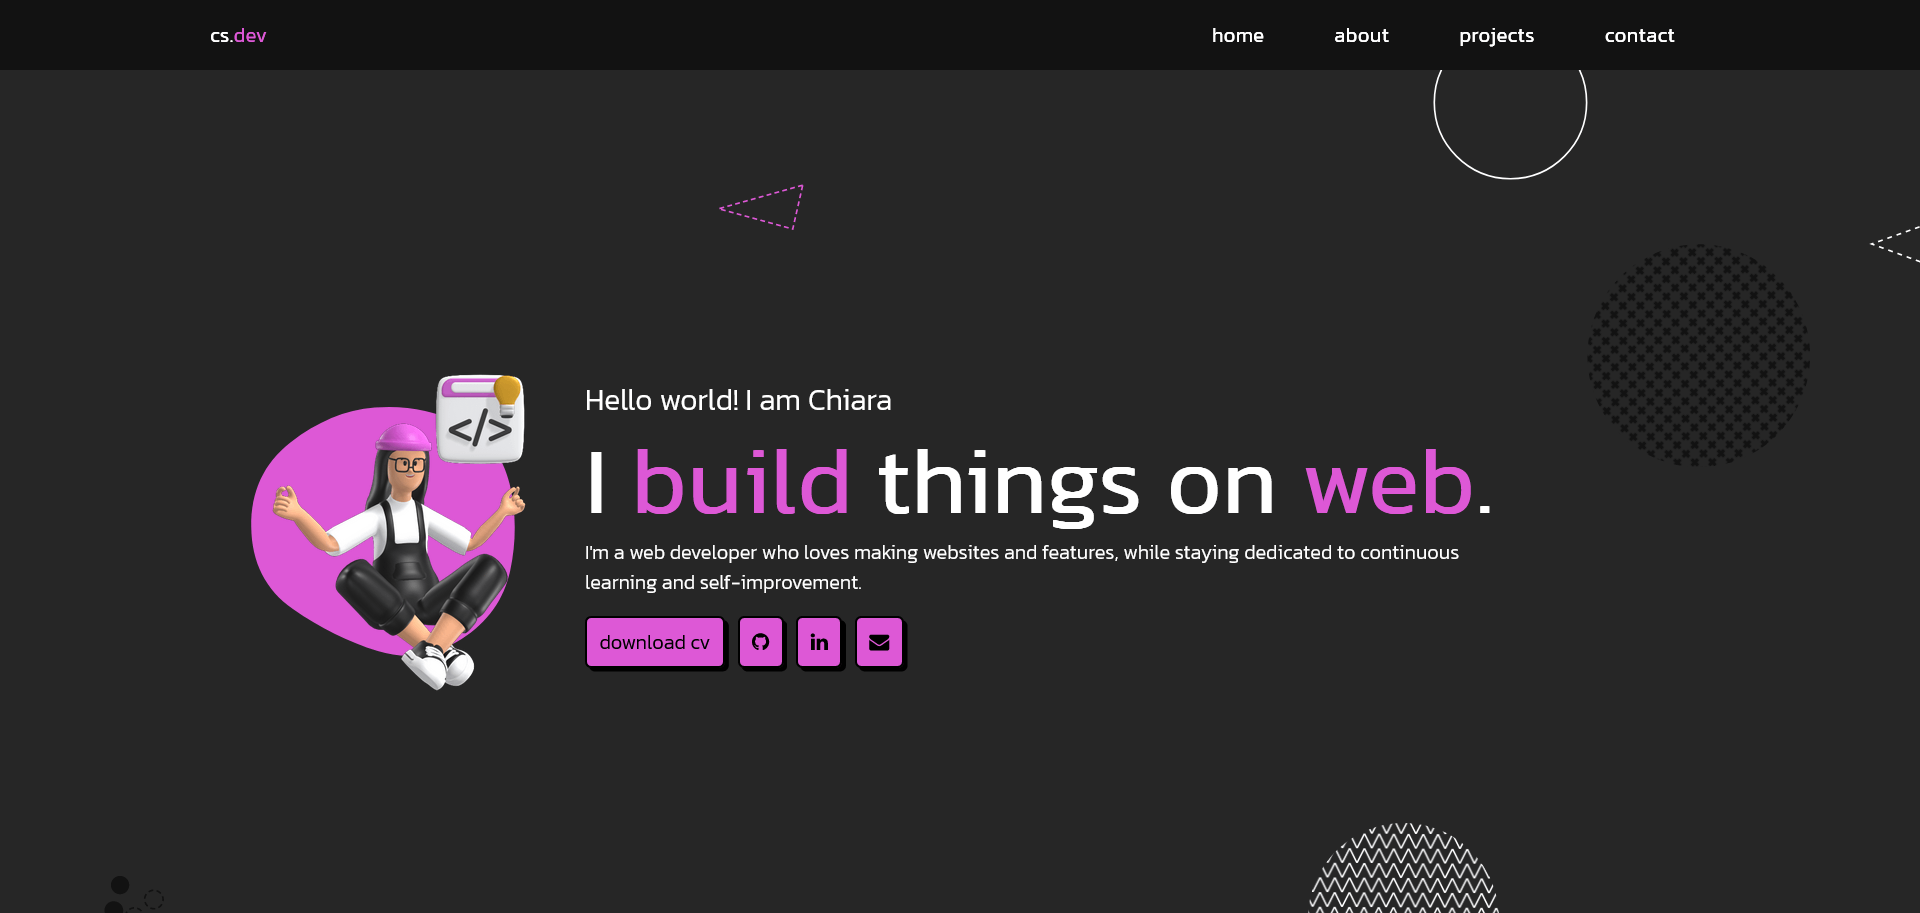 cs.dev
home about projects contact
</>
Hello world! I am Chiara
I build things on web.
I'm a web developer who loves making websites and features, while staying dedicated to continuous
learning and self-improvement.
download cv in